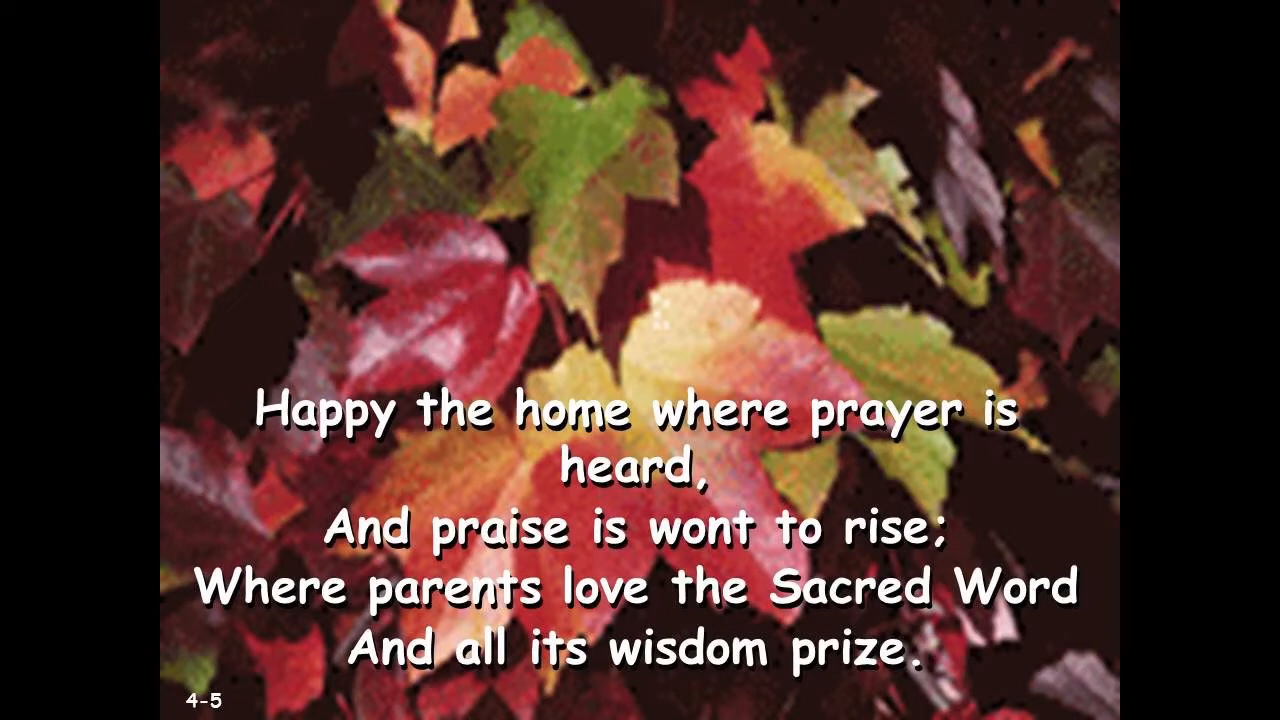 Happy the home where prayer is
heard,
And praise is wont to rise;
Where parents love the Sacred Word
And all its wisdom prize.
4-5